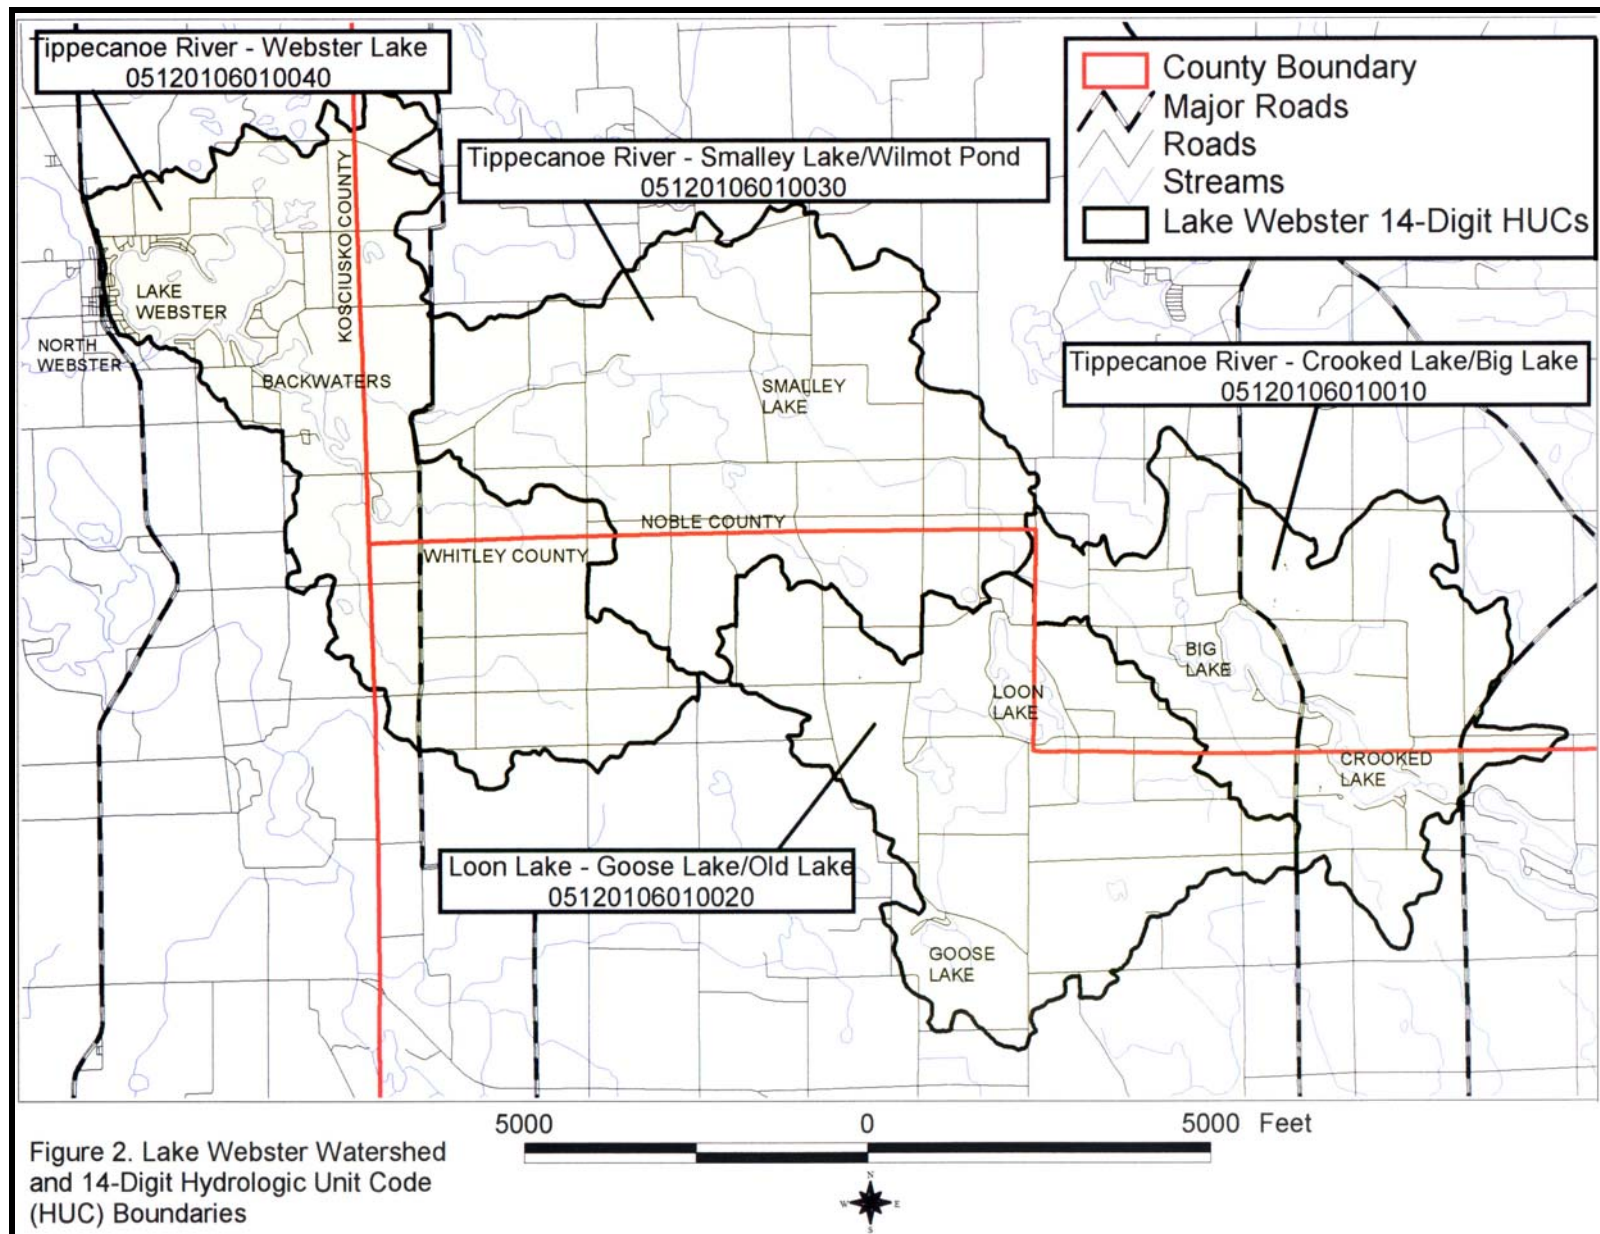 Tippecanoe River - Webster Lake
05120106010040
County Boundary
Major Roads
Roads
Streams
Lake Webster 14-Digit HUCs
Tippecanoe River - Smalley Lake/Wilmot Pond
05120106010030
KOSCIUSKO COUNTY
LAKE
WEBSTER
NORTH
WEBSTER
BACKWATERS
SMALLEY
LAKE
Tippecanoe River - Crooked Lake/Big Lake
05120106010010
NOBLE COUNTY
WHITLEY COUNTY
BIG
LAKE
LOON
LAKE
CROOKED
LAKE
Loon Lake - Goose Lake/Old Lake
05120106010020
GOOSE
LAKE
5000 0 5000 Feet
Figure 2. Lake Webster Watershed
and 14-Digit Hydrologic Unit Code
(HUC) Boundaries
N
W E
S